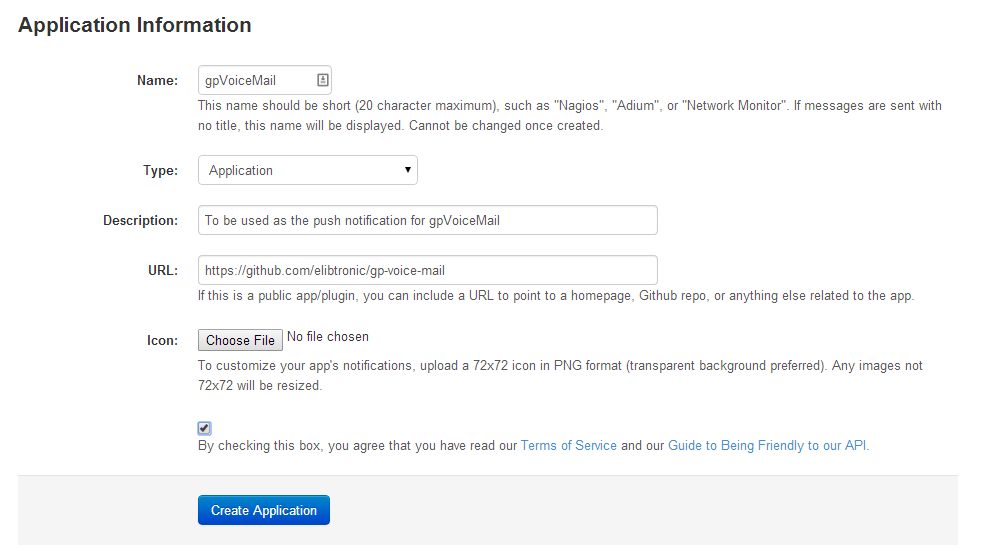 Application Information
Name: gpVoiceMail
This name should be short (20 character maximum), such as "Nagios", "Adium", or "Network Monitor". If messages are sent with
no title, this name will be displayed. Cannot be changed once created.
Type: Application
Description: To be used as the push notification for gpVoiceMail
URL: https://github.com/elibtronic/gp-voice-mail
If this is a public app/plugin, you can include a URL to point to a homepage, Github repo, or anything else related to the app.
Icon: Choose File No file chosen
To customize your app's notifications, upload a 72x72 icon in PNG format (transparent background preferred). Any images not
72x72 will be resized.
By checking this box, you agree that you have read our Terms of Service and our Guide to Being Friendly to our API.
Create Application